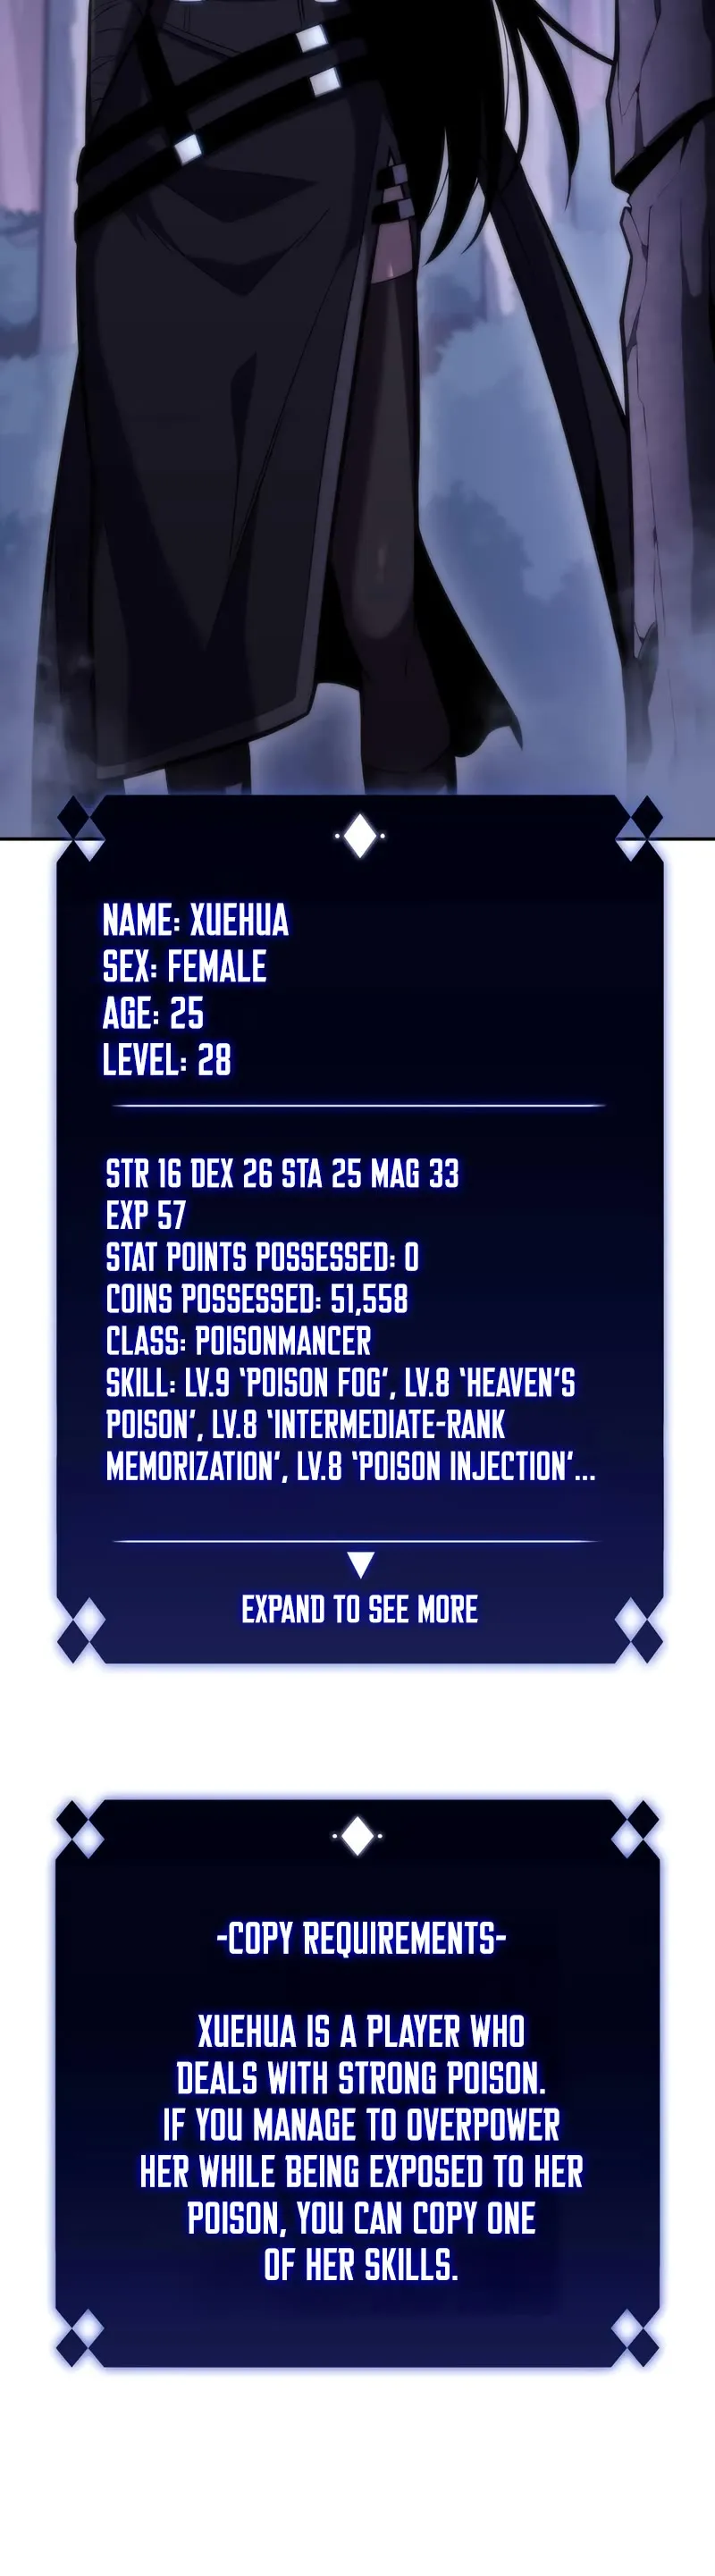 NAME: XUEHUA
SEX: FEMALE
AGE: 25
LEVEL: 28
STR 16 DEX 26 STA 25 MAG 33
EXP 57
STAT POINTS POSSESSED: 0
COINS POSSESSED: 51,558
CLASS: POISONMANCER
SKILL: LV.9 ‘POISON FOG’, LV.8 ‘HEAVEN’S
POISON’, LV.8 ‘INTERMEDIATE-RANK
MEMORIZATION’, LV.8 ‘POISON INJECTION’...
EXPAND TO SEE MORE
-COPY REQUIREMENTS-
XUEHUA IS A PLAYER WHO
DEALS WITH STRONG POISON.
IF YOU MANAGE TO OVERPOWER
HER WHILE BEING EXPOSED TO HER
POISON, YOU CAN COPY ONE
OF HER SKILLS.